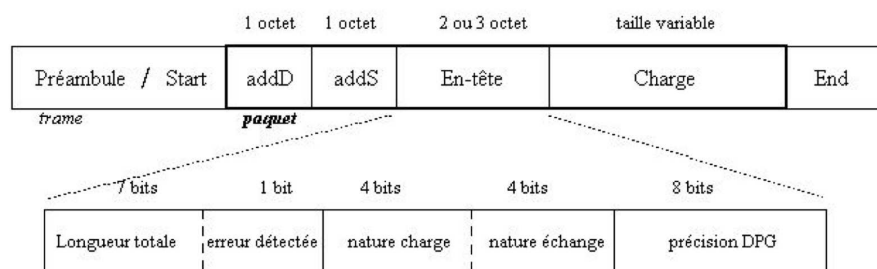 1 octet 1 octet 2 ou 3 octet taille variable
Préambule / Start addD addS En-tête Charge End
frame paquet
7 bits 1 bit 4 bits 4 bits 8 bits
Longueur totale erreur détectée nature charge nature échange précision DPG